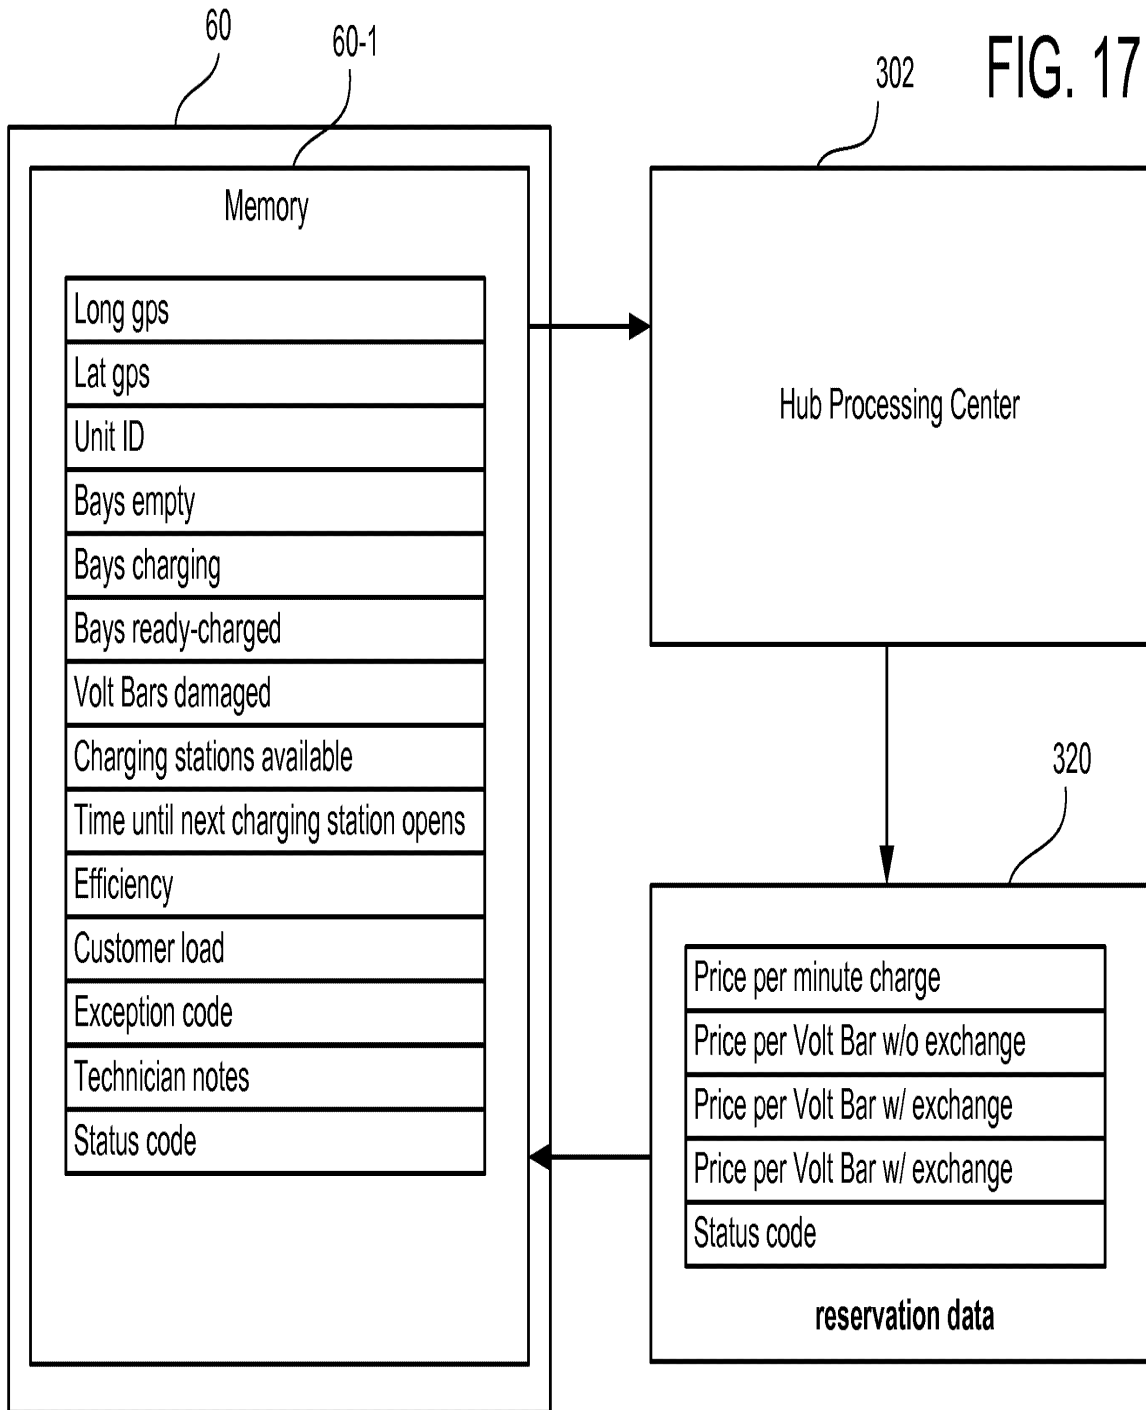 60
60-1
302
FIG. 17
Memory
Long gps
Lat gps
Unit ID
Bays empty
Bays charging
Bays ready-charged
Volt Bars damaged
Charging stations available
Time until next charging station opens
Efficiency
Customer load
Exception code
Technician notes
Status code
Hub Processing Center
320
Price per minute charge
Price per Volt Bar w/o exchange
Price per Volt Bar w/ exchange
Price per Volt Bar w/ exchange
Status code
reservation data